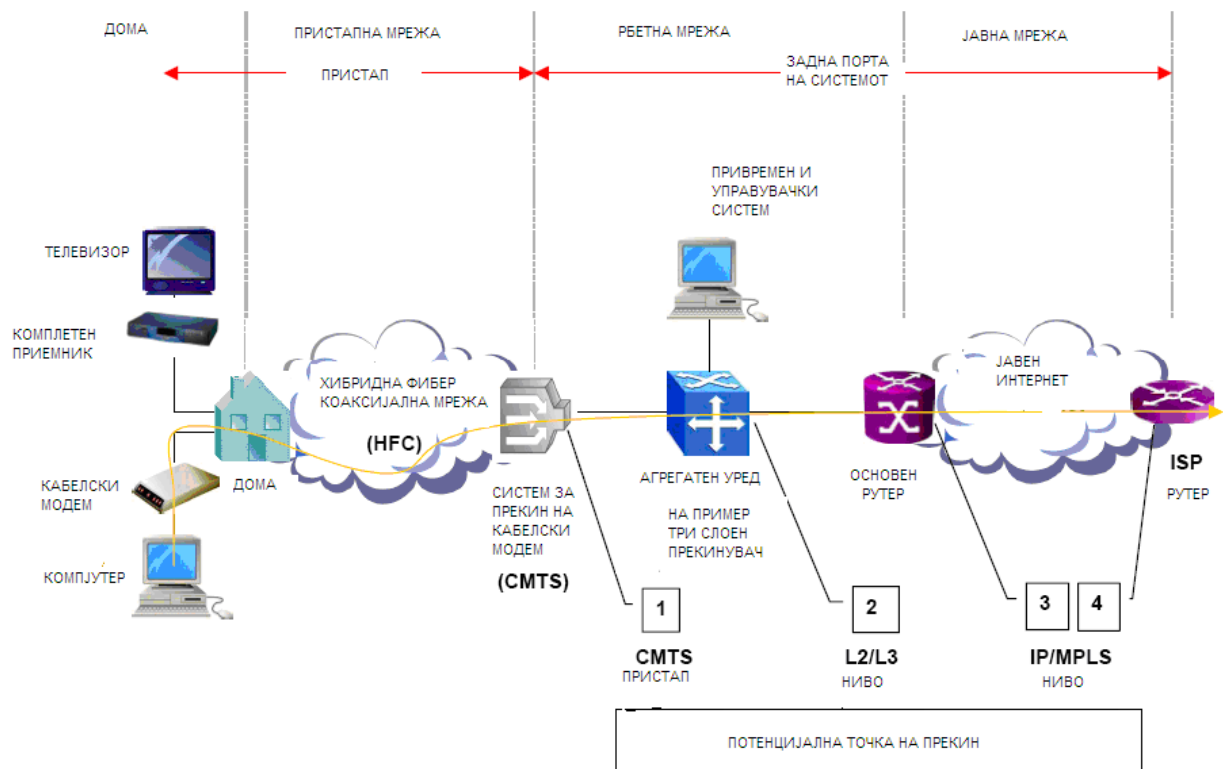 ДОМА
ПРИСТАПНА МРЕЖА
РБЕТНА МРЕЖА
ЈАВНА МРЕЖА
ПРИСТАП
ЗАДНА ПОРТА
НА СИСТЕМОТ
ПРИВРЕМЕН И
УПРАВУВАЧКИ
СИСТЕМ
ТЕЛЕВИЗОР
КОМПЛЕТЕН
ПРИЕМНИК
ХИБРИДНА ФИБЕР
КОАКСИЈАЛНА МРЕЖА
(HFC)
ЈАВЕН
ИНТЕРНЕТ
КАБЕЛСКИ
МОДЕМ
ДОМА
СИСТЕМ ЗА
ПРЕКИН НА
КАБЕЛСКИ
МОДЕМ
(CMTS)
АГРЕГАТЕН УРЕД
НА ПРИМЕР
ТРИ СЛОЕН
ПРЕКИНУВАЧ
ОСНОВЕН
РУТЕР
ISP
РУТЕР
КОМПЈУТЕР
1
2
3
4
CMTS
ПРИСТАП
L2/L3
НИВО
IP/MPLS
НИВО
ПОТЕНЦИЈАЛНА ТОЧКА НА ПРЕКИН